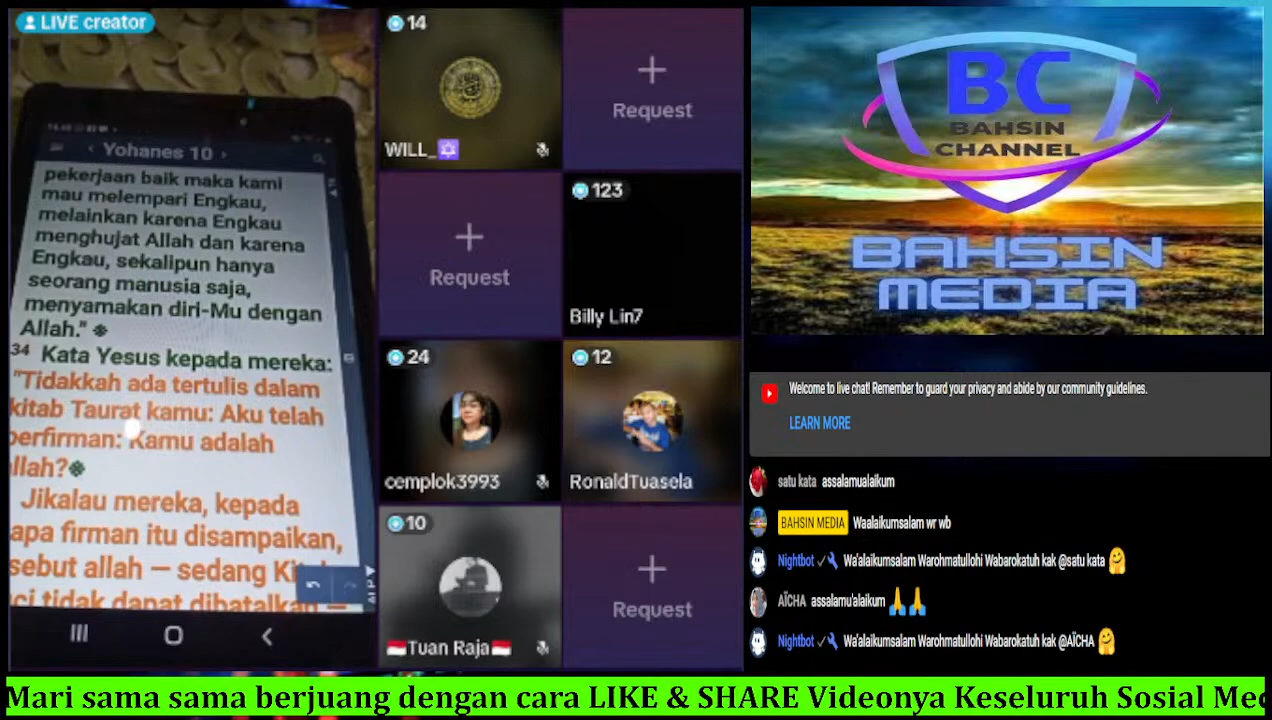 LIVE creator
Yohanes 10
pekerjaan baik maka kami
mau melempari Engkau,
melainkan karena Engkau
menghujat Allah dan karena
Engkau, sekalipun hanya
seorang manusia saja,
menyamakan diri-Mu dengan
Allah."
34 Kata Yesus kepada mereka:
"Tidakkah ada tertulis dalam
kitab Taurat kamu: Aku telah
berfirman: Kamu adalah
allah?
Jikalau mereka, kepada
apa firman itu disampaikan,
sebut allah — sedang
ci tidak dapat dibatalkan —
14
WILL_
Request
Request
123
Billy Lin7
24
cemplok3993
12
RonaldTuasela
10
Tuan Raja
Request
BC
BAHSIN
CHANNEL
BAHSIN
MEDIA
Welcome to live chat! Remember to guard your privacy and abide by our community guidelines.
LEARN MORE
satu kata assalamualaikum
BAHSIN MEDIA Waalaikumsalam wr wb
Nightbot Wa'alaikumsalam Warohmatullohi Wabarokatuh kak @satu kata
AÏCHA assalamu'alaikum
Nightbot Wa'alaikumsalam Warohmatullohi Wabarokatuh kak @AÏCHA
Mari sama sama berjuang dengan cara LIKE & SHARE Videonya Keseluruh Sosial Med